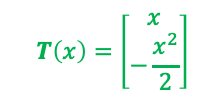 T(x) = [ x
-x²/2 ]